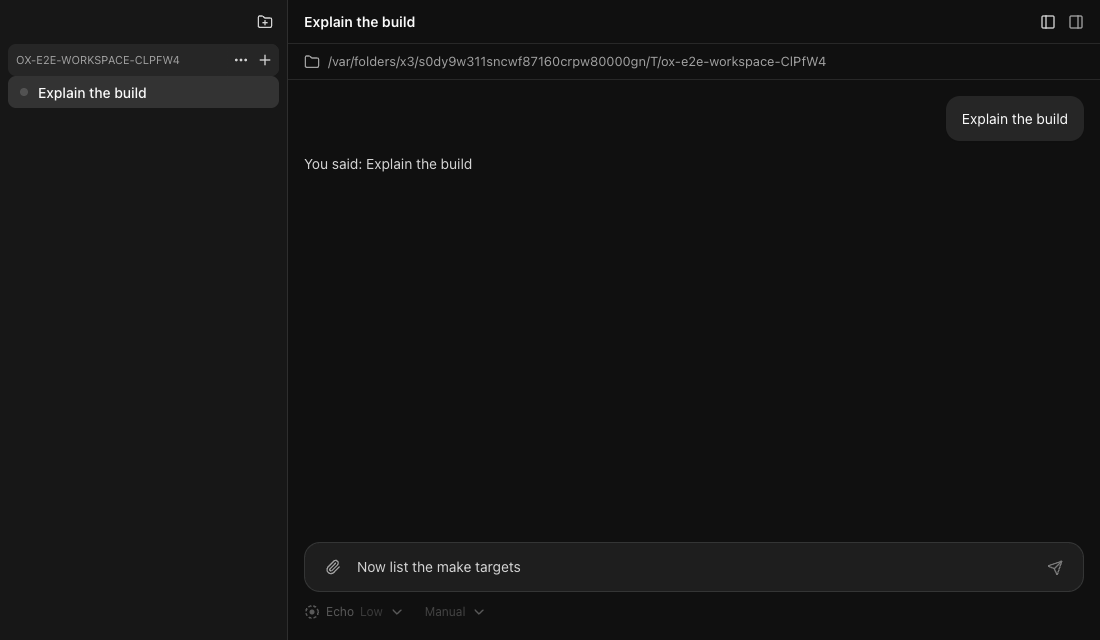 Explain the build
OX-E2E-WORKSPACE-CLPFW4
/var/folders/x3/s0dy9w311sncwf87160crpw80000gn/T/ox-e2e-workspace-ClPfW4
Explain the build
Explain the build
You said: Explain the build
Now list the make targets
Echo Low Manual